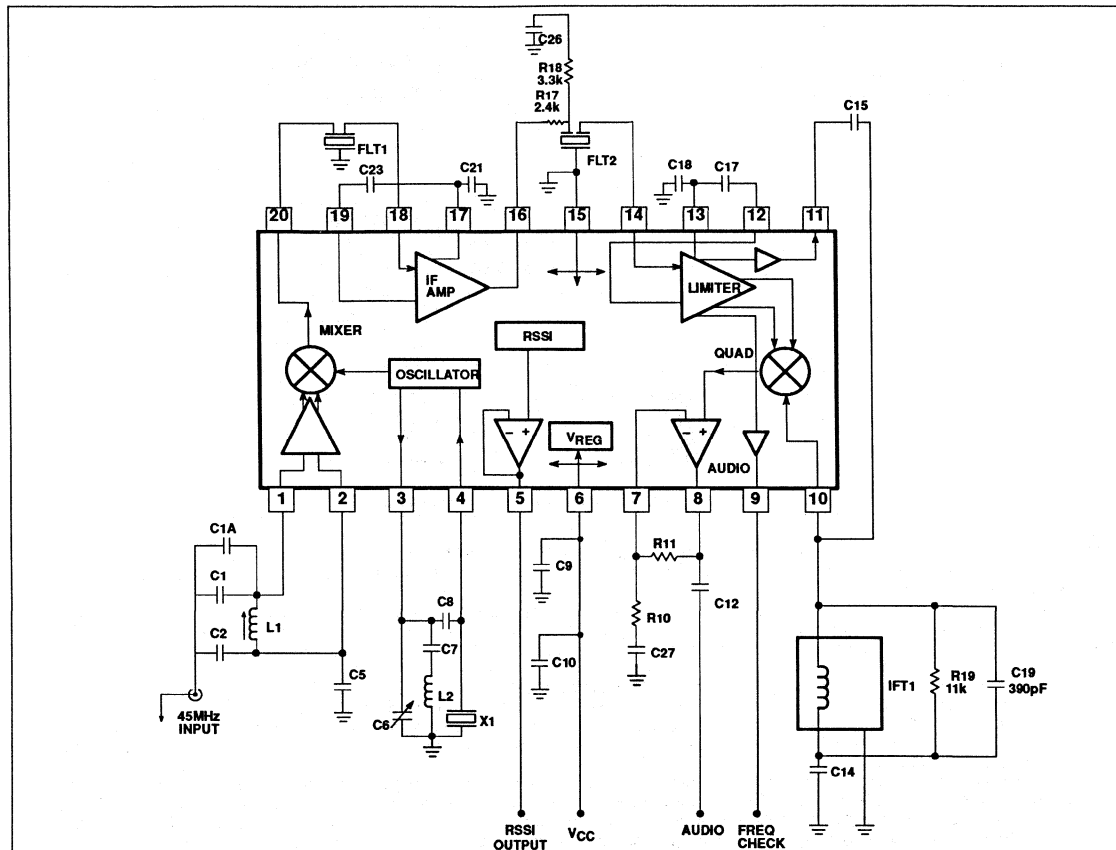 C26
R18
3.3k
R17
2.4k
C15
FLT1
FLT2
C23
C21
C18
C17
20
19
18
17
16
15
14
13
12
11
IF
AMP
LIMITER
MIXER
RSSI
QUAD
OSCILLATOR
- +
VREG
- +
AUDIO
1
2
3
4
5
6
7
8
9
10
C1A
C1
L1
C2
C5
45MHz
INPUT
C8
C7
L2
C6
X1
C9
C10
R11
R10
C12
C27
IFT1
R19
11k
C19
390pF
C14
RSSI
OUTPUT
VCC
AUDIO
FREQ
CHECK